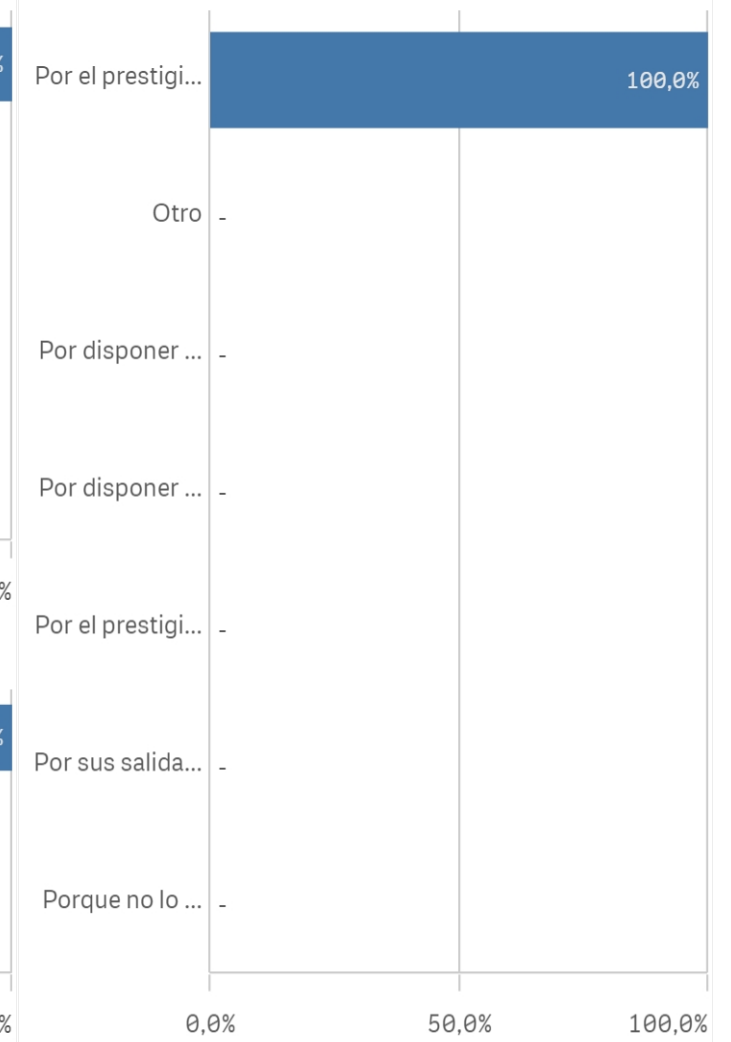 Por el prestigi...
100,0%
Otro -
Por disponer ... -
Por disponer ... -
Por el prestigi... -
Por sus salida... -
Porque no lo ... -
0,0% 50,0% 100,0%
%
%
%
%